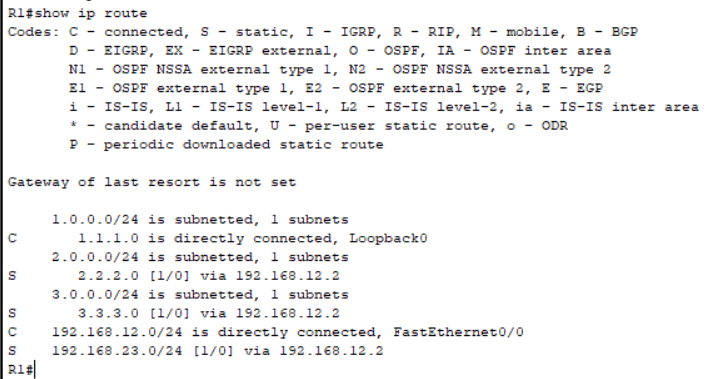 R1#show ip route
Codes: C - connected, S - static, I - IGRP, R - RIP, M - mobile, B - BGP
       D - EIGRP, EX - EIGRP external, O - OSPF, IA - OSPF inter area
       N1 - OSPF NSSA external type 1, N2 - OSPF NSSA external type 2
       E1 - OSPF external type 1, E2 - OSPF external type 2, E - EGP
       i - IS-IS, L1 - IS-IS level-1, L2 - IS-IS level-2, ia - IS-IS inter area
       * - candidate default, U - per-user static route, o - ODR
       P - periodic downloaded static route

Gateway of last resort is not set

     1.0.0.0/24 is subnetted, 1 subnets
C       1.1.1.0 is directly connected, Loopback0
     2.0.0.0/24 is subnetted, 1 subnets
S       2.2.2.0 [1/0] via 192.168.12.2
     3.0.0.0/24 is subnetted, 1 subnets
S       3.3.3.0 [1/0] via 192.168.12.2
C    192.168.12.0/24 is directly connected, FastEthernet0/0
S    192.168.23.0/24 [1/0] via 192.168.12.2
R1#